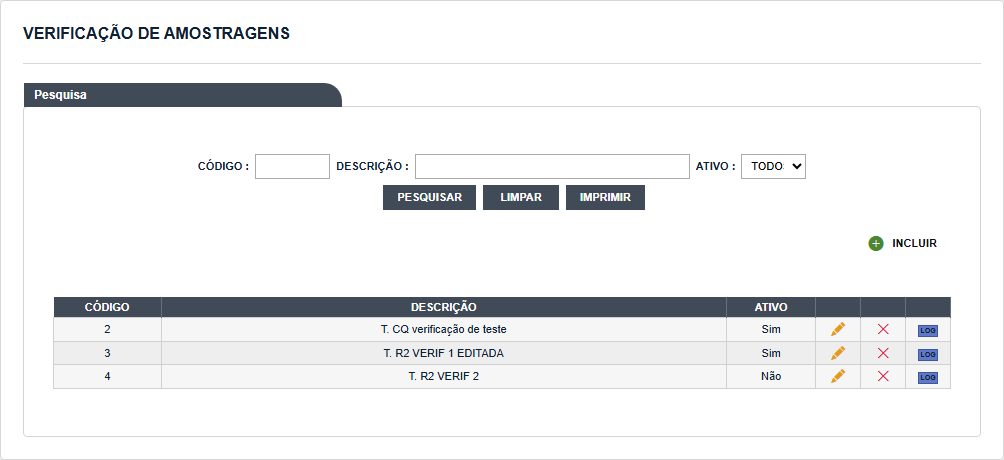 VERIFICAÇÃO DE AMOSTRAGENS
Pesquisa
CÓDIGO : DESCRIÇÃO : ATIVO : TODO
PESQUISAR LIMPAR IMPRIMIR
INCLUIR
CÓDIGO DESCRIÇÃO ATIVO
2 T. CQ verificação de teste Sim LOG
3 T. R2 VERIF 1 EDITADA Sim LOG
4 T. R2 VERIF 2 Não LOG